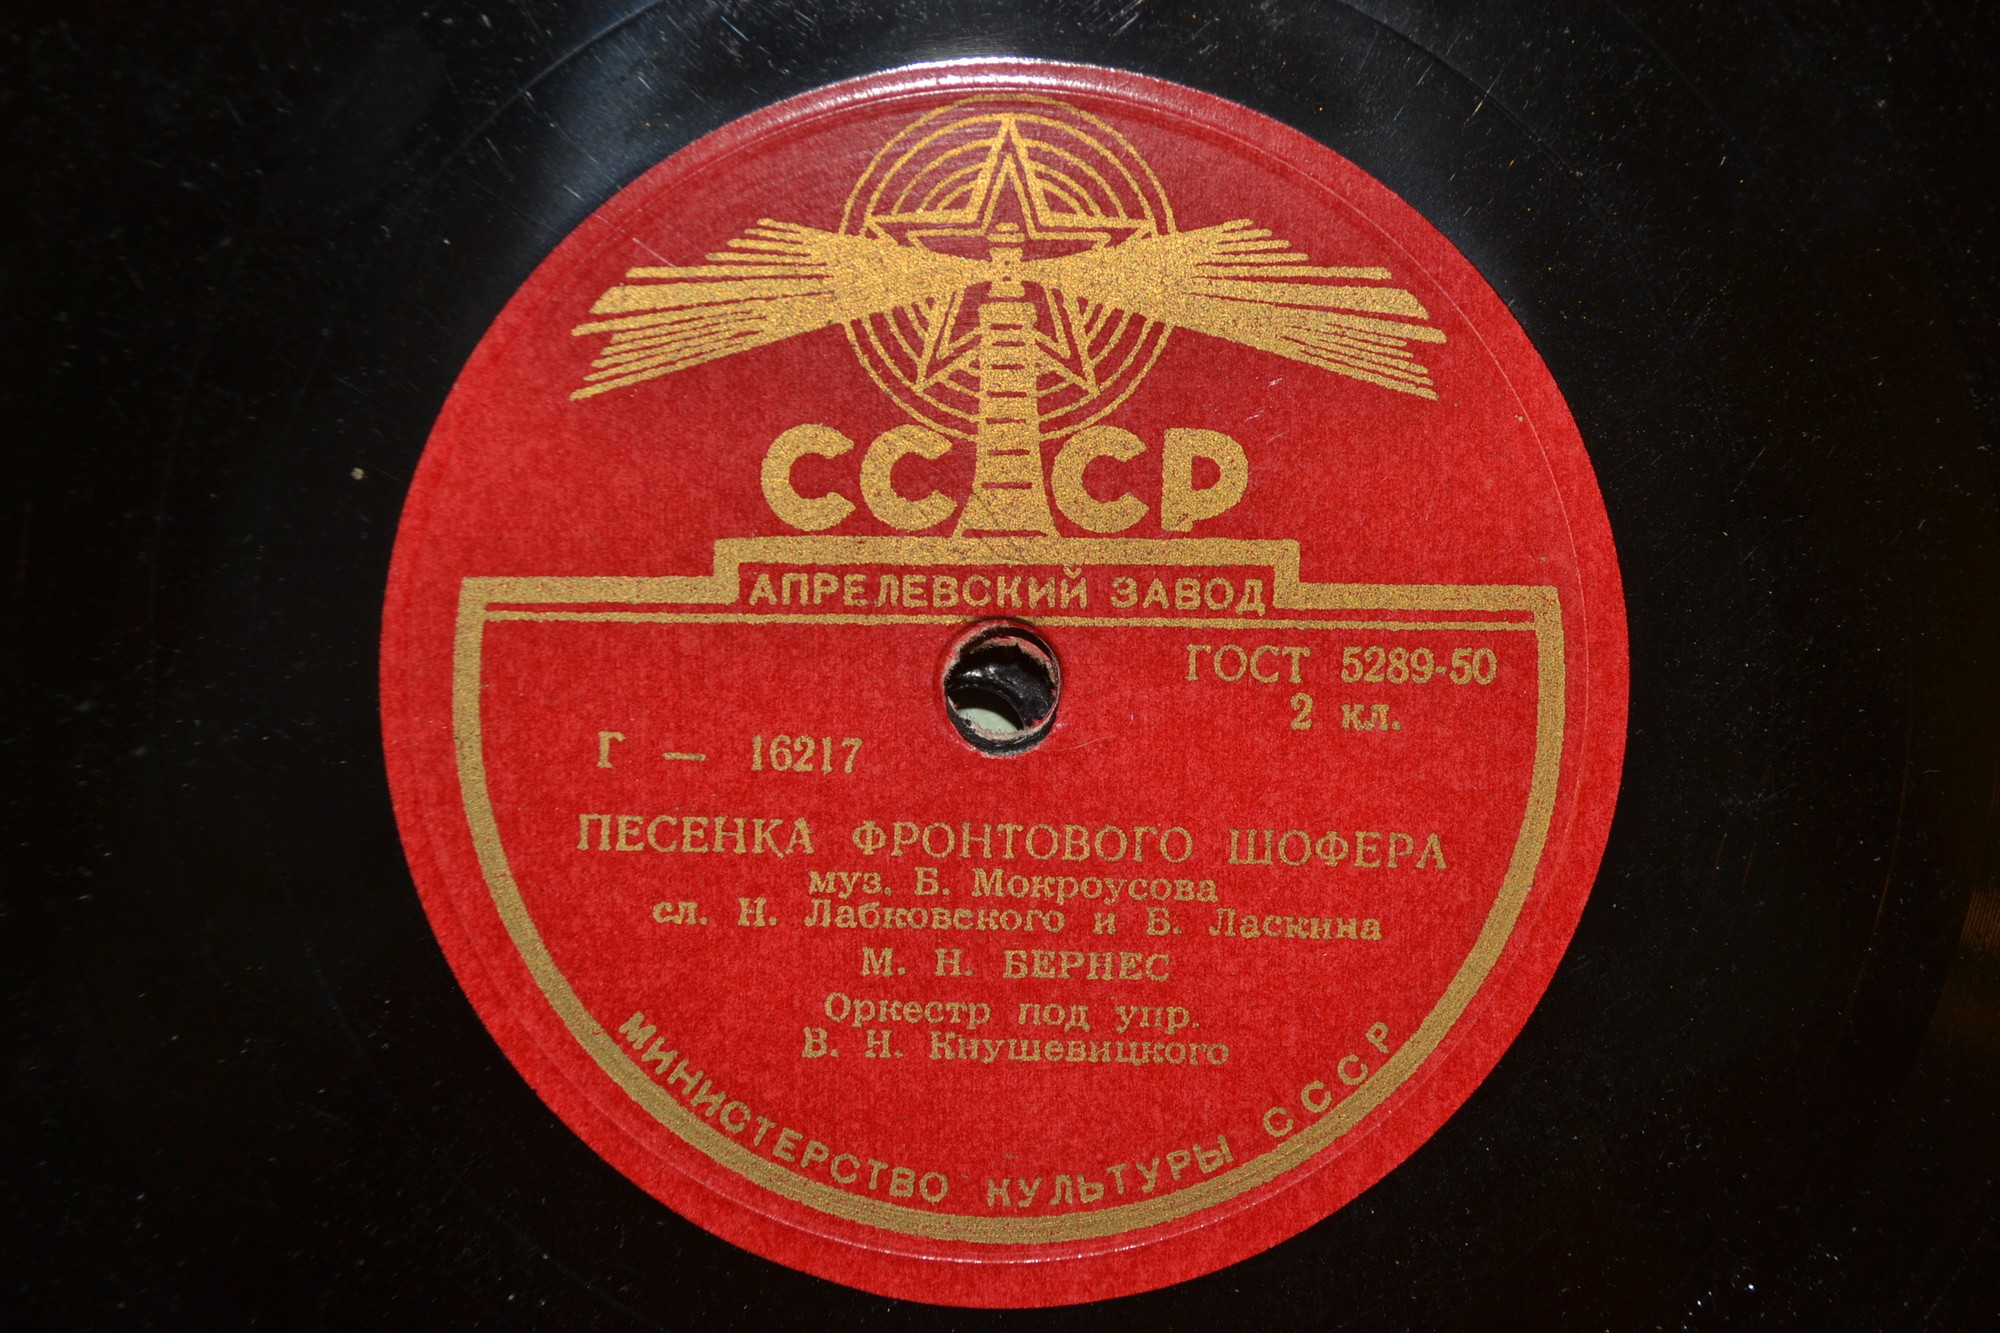 СССР
АПРЕЛЕВСКИЙ ЗАВОД
ГОСТ 5289-50
2 кл.
Г — 16217
ПЕСЕНКА ФРОНТОВОГО ШОФЕРА
муз. Б. Мокроусова
сл. Н. Лабковского и Б. Ласкина
М. Н. БЕРНЕС
Оркестр под упр.
В. Н. Кнушевицкого
МИНИСТЕРСТВО КУЛЬТУРЫ СССР